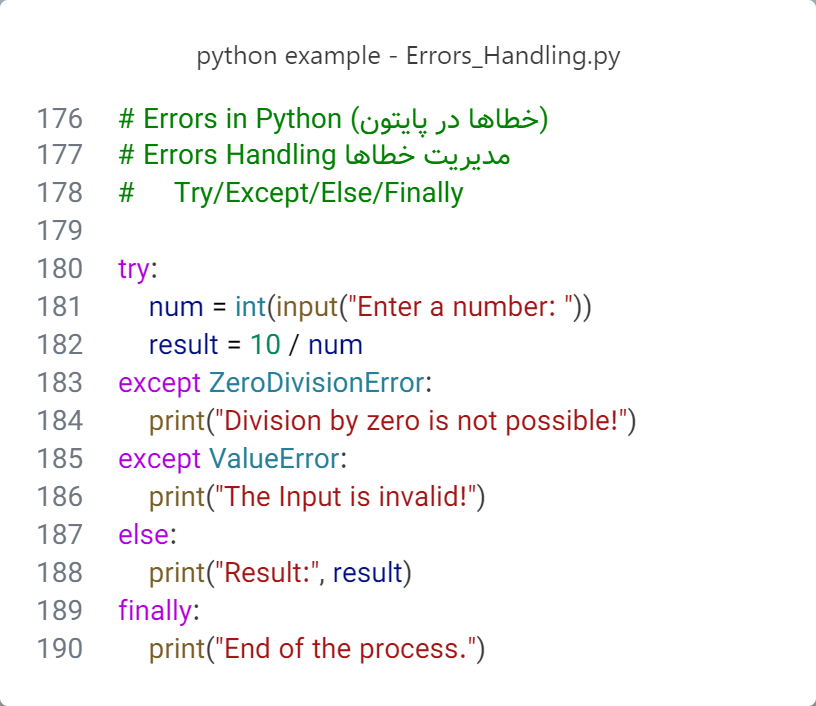 python example - Errors_Handling.py
176 # Errors in Python (خطاها در پایتون)
177 # Errors Handling مدیریت خطاها
178 #     Try/Except/Else/Finally
179
180 try:
181     num = int(input("Enter a number: "))
182     result = 10 / num
183 except ZeroDivisionError:
184     print("Division by zero is not possible!")
185 except ValueError:
186     print("The Input is invalid!")
187 else:
188     print("Result:", result)
189 finally:
190     print("End of the process.")